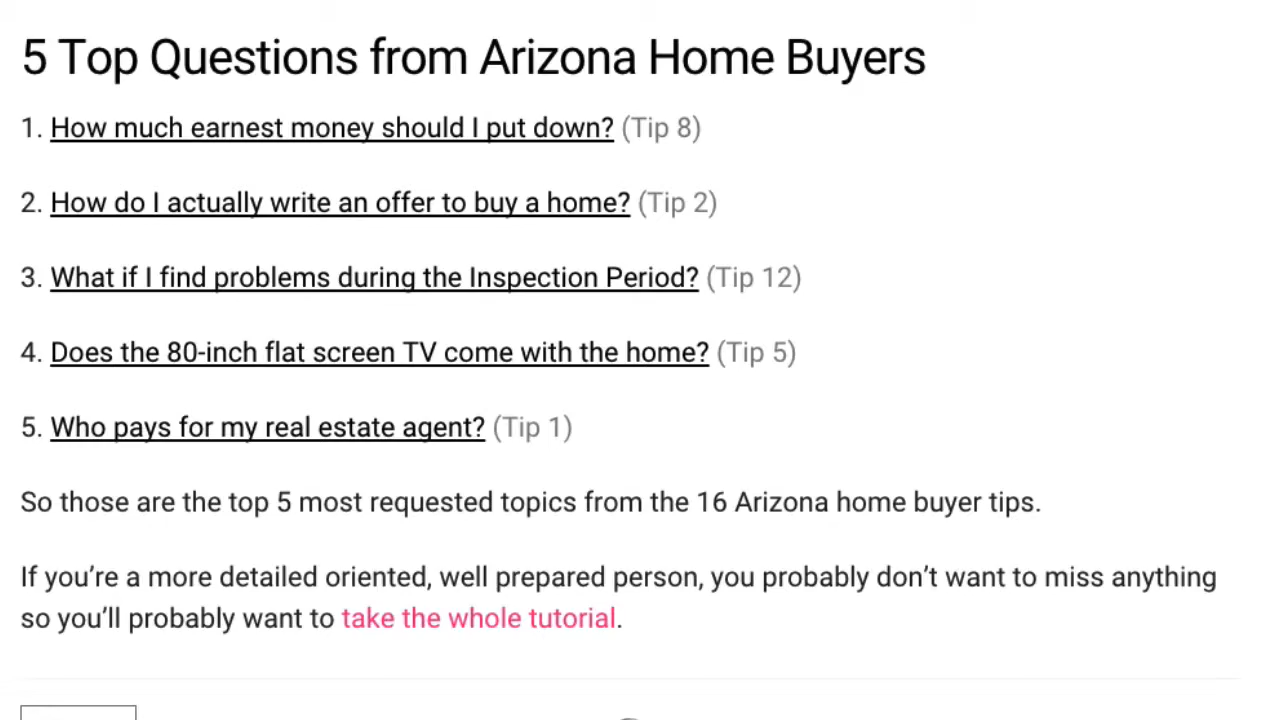 5 Top Questions from Arizona Home Buyers
1. How much earnest money should I put down? (Tip 8)
2. How do I actually write an offer to buy a home? (Tip 2)
3. What if I find problems during the Inspection Period? (Tip 12)
4. Does the 80-inch flat screen TV come with the home? (Tip 5)
5. Who pays for my real estate agent? (Tip 1)
So those are the top 5 most requested topics from the 16 Arizona home buyer tips.
If you’re a more detailed oriented, well prepared person, you probably don’t want to miss anything
so you’ll probably want to take the whole tutorial.